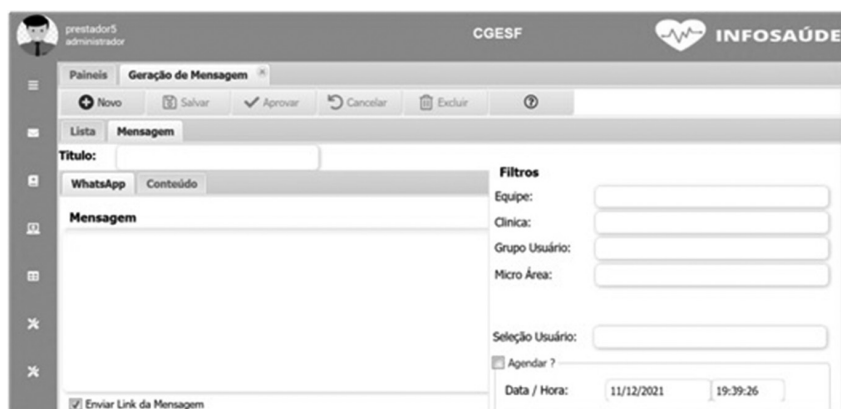 prestador5
administrador
CGESF
INFOSAÚDE
Paineis
Geração de Mensagem
Novo
Salvar
Aprovar
Cancelar
Excluir
Lista
Mensagem
Título:
WhatsApp
Conteúdo
Mensagem
Enviar Link da Mensagem
Filtros
Equipe:
Clinica:
Grupo Usuário:
Micro Área:
Seleção Usuário:
Agendar ?
Data / Hora: 11/12/2021 19:39:26